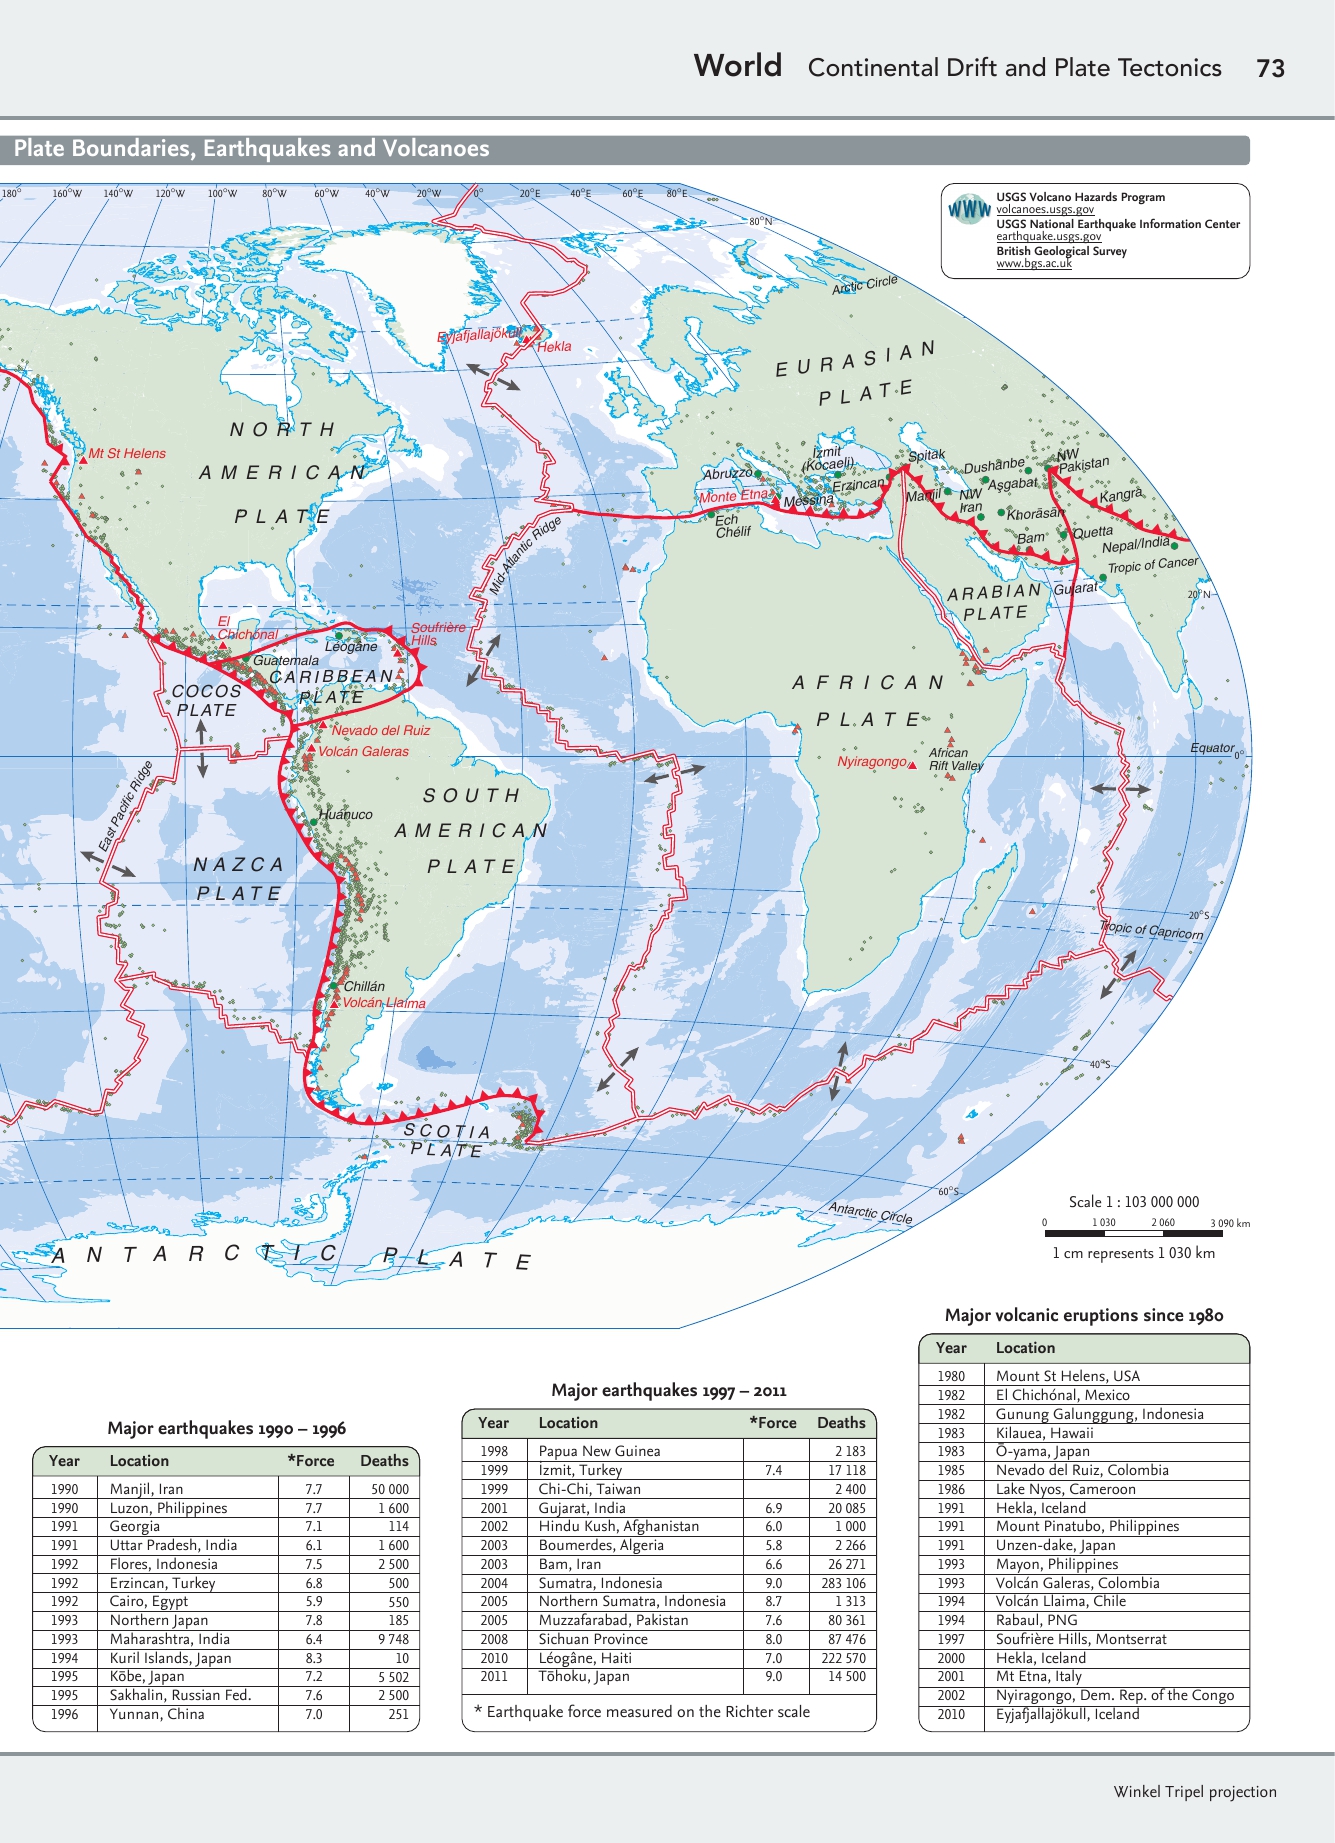 World Continental Drift and Plate Tectonics 73
Plate Boundaries, Earthquakes and Volcanoes
180° 160°W 140°W 120°W 100°W 80°W 60°W 40°W 20°W 0° 20°E 40°E 60°E 80°E
80°N
USGS Volcano Hazards Program
volcanoes.usgs.gov
USGS National Earthquake Information Center
earthquake.usgs.gov
British Geological Survey
www.bgs.ac.uk
WWW
Arctic Circle
Eyjafjallajökull
Hekla
EURASIAN
PLATE
NORTH
AMERICAN
PLATE
Mt St Helens
Abruzzo
İzmit
(Kocaeli)
Spitak
Dushanbe
NW
Pakistan
Monte Etna
Messina
Erzincan
Manjil
NW
Iran
Aşgabat
Kangra
Ech
Chélif
Khorāsān
Bam
Quetta
Nepal/India
Mid-Atlantic Ridge
Tropic of Cancer
ARABIAN
PLATE
Gujarat
20°N
El
Chichónal
Soufrière
Hills
Léogâne
Guatemala
CARIBBEAN
PLATE
COCOS
PLATE
AFRICAN
PLATE
Nevado del Ruiz
Volcán Galeras
Nyiragongo
African
Rift Valley
Equator 0°
East Pacific Ridge
SOUTH
AMERICAN
PLATE
Huánuco
NAZCA
PLATE
20°S
Tropic of Capricorn
Chillán
Volcán Llaima
40°S
SCOTIA
PLATE
60°S
Antarctic Circle
ANTARCTIC PLATE
Scale 1 : 103 000 000
0 1 030 2 060 3 090 km
1 cm represents 1 030 km
Major earthquakes 1990 – 1996
Year Location *Force Deaths
1990 Manjil, Iran 7.7 50 000
1990 Luzon, Philippines 7.7 1 600
1991 Georgia 7.1 114
1991 Uttar Pradesh, India 6.1 1 600
1992 Flores, Indonesia 7.5 2 500
1992 Erzincan, Turkey 6.8 500
1992 Cairo, Egypt 5.9 550
1993 Northern Japan 7.8 185
1993 Maharashtra, India 6.4 9 748
1994 Kuril Islands, Japan 8.3 10
1995 Kōbe, Japan 7.2 5 502
1995 Sakhalin, Russian Fed. 7.6 2 500
1996 Yunnan, China 7.0 251
Major earthquakes 1997 – 2011
Year Location *Force Deaths
1998 Papua New Guinea 2 183
1999 İzmit, Turkey 7.4 17 118
1999 Chi-Chi, Taiwan 2 400
2001 Gujarat, India 6.9 20 085
2002 Hindu Kush, Afghanistan 6.0 1 000
2003 Boumerdes, Algeria 5.8 2 266
2003 Bam, Iran 6.6 26 271
2004 Sumatra, Indonesia 9.0 283 106
2005 Northern Sumatra, Indonesia 8.7 1 313
2005 Muzzafarabad, Pakistan 7.6 80 361
2008 Sichuan Province 8.0 87 476
2010 Léogâne, Haiti 7.0 222 570
2011 Tōhoku, Japan 9.0 14 500
* Earthquake force measured on the Richter scale
Major volcanic eruptions since 1980
Year Location
1980 Mount St Helens, USA
1982 El Chichónal, Mexico
1982 Gunung Galunggung, Indonesia
1983 Kilauea, Hawaii
1983 Ō-yama, Japan
1985 Nevado del Ruiz, Colombia
1986 Lake Nyos, Cameroon
1991 Hekla, Iceland
1991 Mount Pinatubo, Philippines
1991 Unzen-dake, Japan
1993 Mayon, Philippines
1993 Volcán Galeras, Colombia
1994 Volcán Llaima, Chile
1994 Rabaul, PNG
1997 Soufrière Hills, Montserrat
2000 Hekla, Iceland
2001 Mt Etna, Italy
2002 Nyiragongo, Dem. Rep. of the Congo
2010 Eyjafjallajökull, Iceland
Winkel Tripel projection